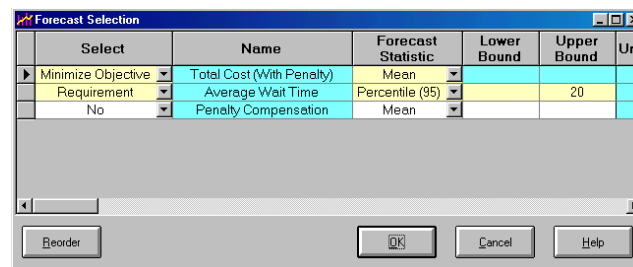 Forecast Selection
Select Name Forecast Statistic Lower Bound Upper Bound
Minimize Objective Total Cost (With Penalty) Mean
Requirement Average Wait Time Percentile (95) 20
No Penalty Compensation Mean
Reorder OK Cancel Help